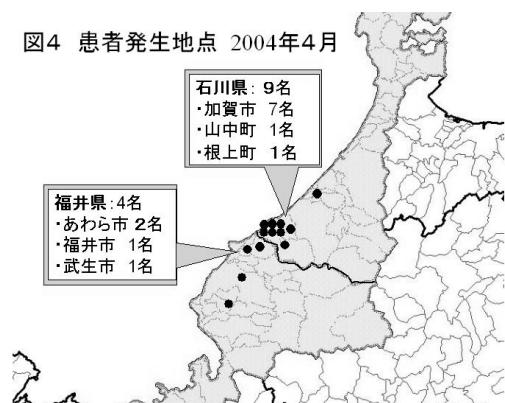 図4 患者発生地点 2004年4月
石川県: 9名
・加賀市 7名
・山中町 1名
・根上町 1名
福井県:4名
・あわら市 2名
・福井市 1名
・武生市 1名